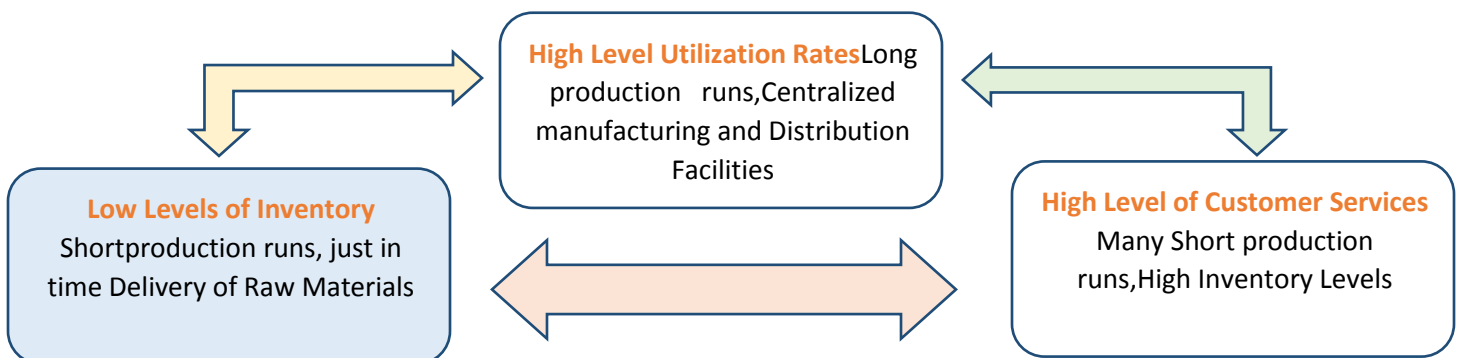 High Level Utilization RatesLong
production runs,Centralized
manufacturing and Distribution
Facilities
Low Levels of Inventory
Shortproduction runs, just in
time Delivery of Raw Materials
High Level of Customer Services
Many Short production
runs,High Inventory Levels